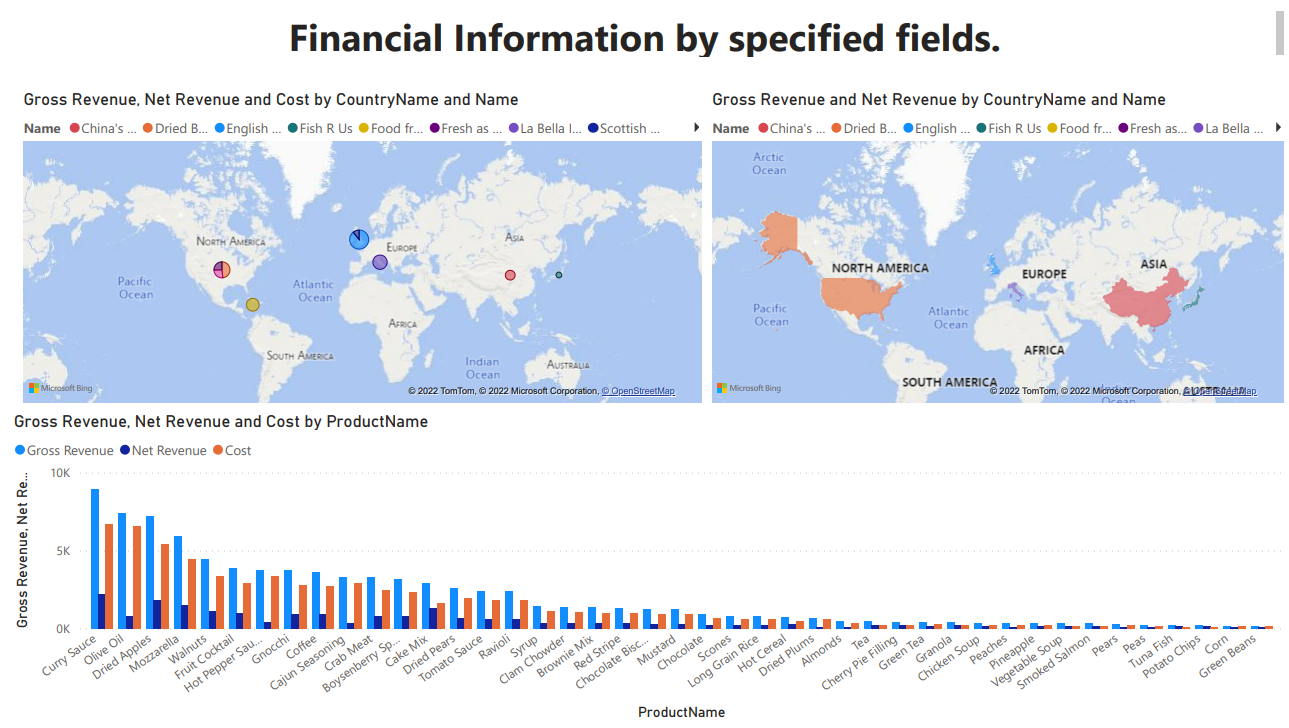 Financial Information by specified fields.
Gross Revenue, Net Revenue and Cost by CountryName and Name
Name China's ... Dried B... English ... Fish R Us Food fr... Fresh as ... La Bella I... Scottish ...
NORTH AMERICA
EUROPE
ASIA
Pacific
Ocean
Atlantic
Ocean
AFRICA
SOUTH AMERICA
Indian
Ocean
AUSTRALIA
Microsoft Bing
© 2022 TomTom, © 2022 Microsoft Corporation, © OpenStreetMap
Gross Revenue and Net Revenue by CountryName and Name
Name China's ... Dried B... English ... Fish R Us Food fr... Fresh as ... La Bella ...
Arctic
Ocean
NORTH AMERICA
EUROPE
ASIA
Pacific
Ocean
Atlantic
Ocean
AFRICA
SOUTH AMERICA
Indian
Ocean
Microsoft Bing
© 2022 TomTom, © 2022 Microsoft Corporation, © OpenStreetMap
Gross Revenue, Net Revenue and Cost by ProductName
Gross Revenue Net Revenue Cost
Gross Revenue, Net Re...
10K
5K
0K
Curry Sauce
Olive Oil
Dried Apples
Mozzarella
Walnuts
Fruit Cocktail
Hot Pepper Sau...
Gnocchi
Coffee
Cajun Seasoning
Crab Meat
Boysenberry Sp...
Cake Mix
Dried Pears
Tomato Sauce
Ravioli
Syrup
Clam Chowder
Brownie Mix
Red Stripe
Chocolate Bisc...
Mustard
Chocolate
Scones
Long Grain Rice
Hot Cereal
Dried Plums
Almonds
Tea
Cherry Pie Filling
Green Tea
Granola
Chicken Soup
Peaches
Pineapple
Vegetable Soup
Smoked Salmon
Pears
Peas
Tuna Fish
Potato Chips
Corn
Green Beans
ProductName